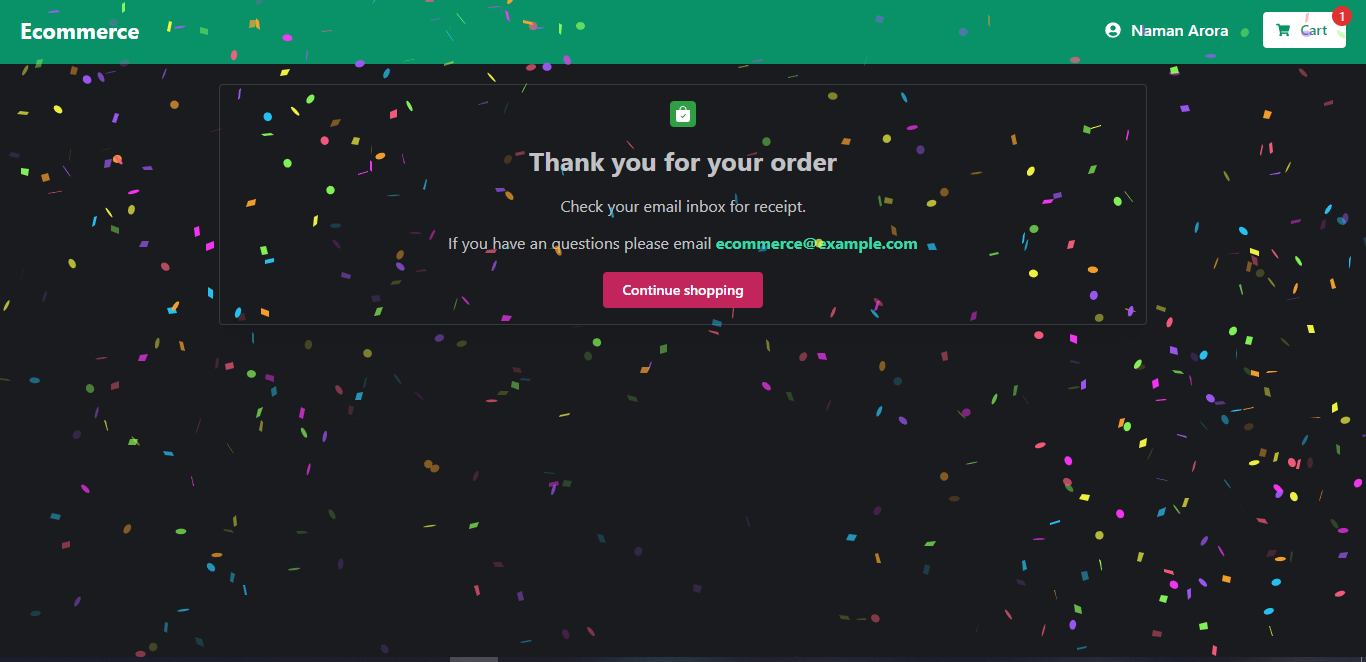 Ecommerce
Naman Arora
Cart
1
Thank you for your order
Check your email inbox for receipt.
If you have an questions please email ecommerce@example.com
Continue shopping